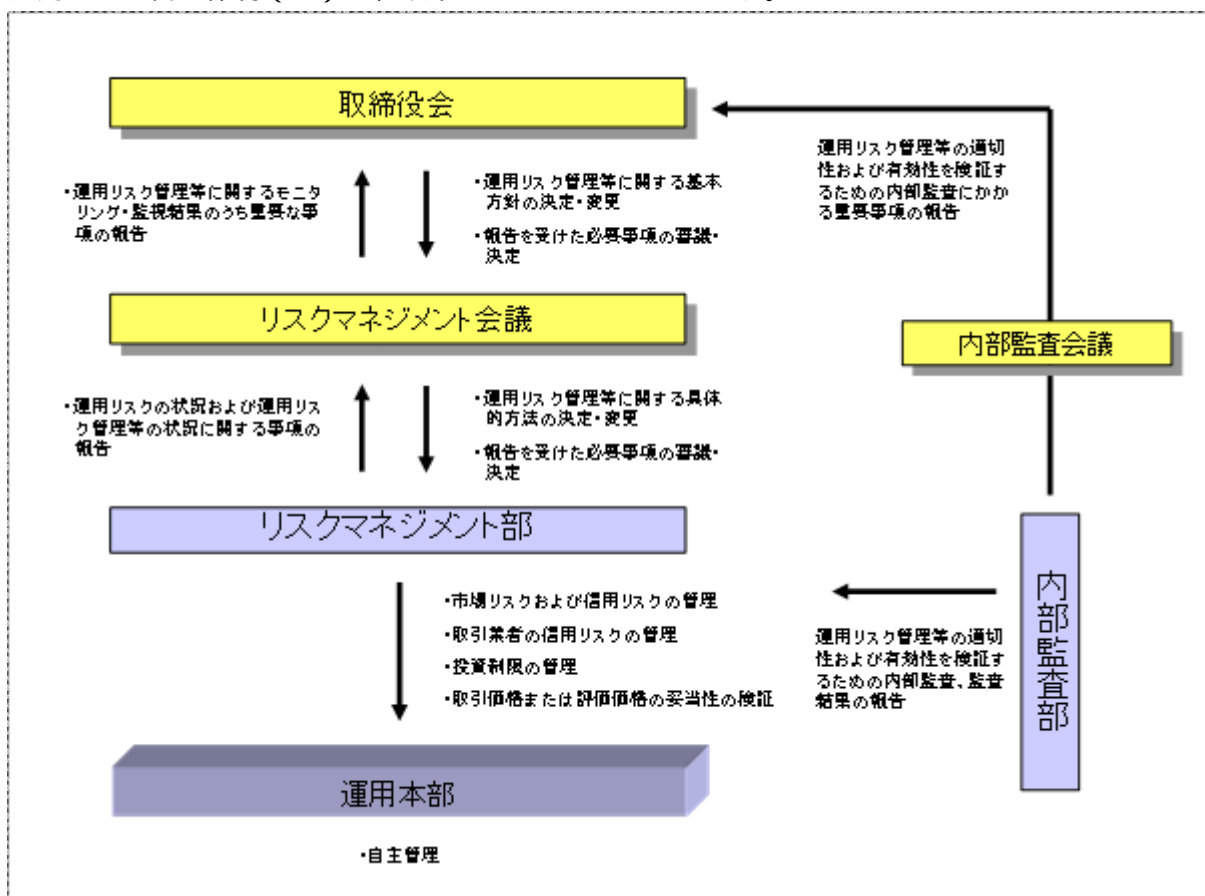 取締役会
・運用リスク管理等に関するモニタ
リング・監視結果のうち重要な事
項の報告
・運用リスク管理等に関する基本
方針の決定・変更
・報告を受けた必要事項の審議・
決定
運用リスク管理等の適切
性および有効性を検証す
るための内部監査にかか
る重要事項の報告
リスクマネジメント会議
内部監査会議
・運用リスクの状況および運用リス
ク管理等の状況に関する事項の
報告
・運用リスク管理等に関する具体
的方法の決定・変更
・報告を受けた必要事項の審議・
決定
リスクマネジメント部
内部監査部
・市場リスクおよび信用リスクの管理
・取引業者の信用リスクの管理
・投資制限の管理
・取引価格または評価価格の妥当性の検証
運用リスク管理等の適切
性および有効性を検証す
るための内部監査、監査
結果の報告
運用本部
・自主管理